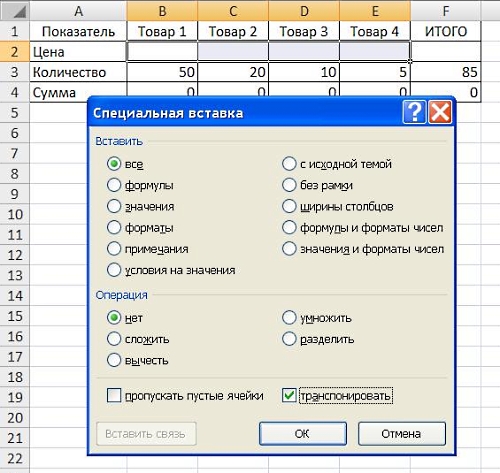 A B C D E F
1 Показатель Товар 1 Товар 2 Товар 3 Товар 4 ИТОГО
2 Цена
3 Количество 50 20 10 5 85
4 Сумма 0 0 0 0 0
5
6
7
8
9
10
11
12
13
14
15
16
17
18
19
20
21
22
Специальная вставка
Вставить
все с исходной темой
формулы без рамки
значения ширины столбцов
форматы формулы и форматы чисел
примечания значения и форматы чисел
условия на значения
Операция
нет умножить
сложить разделить
вычесть
пропускать пустые ячейки транспонировать
Вставить связь ОК Отмена